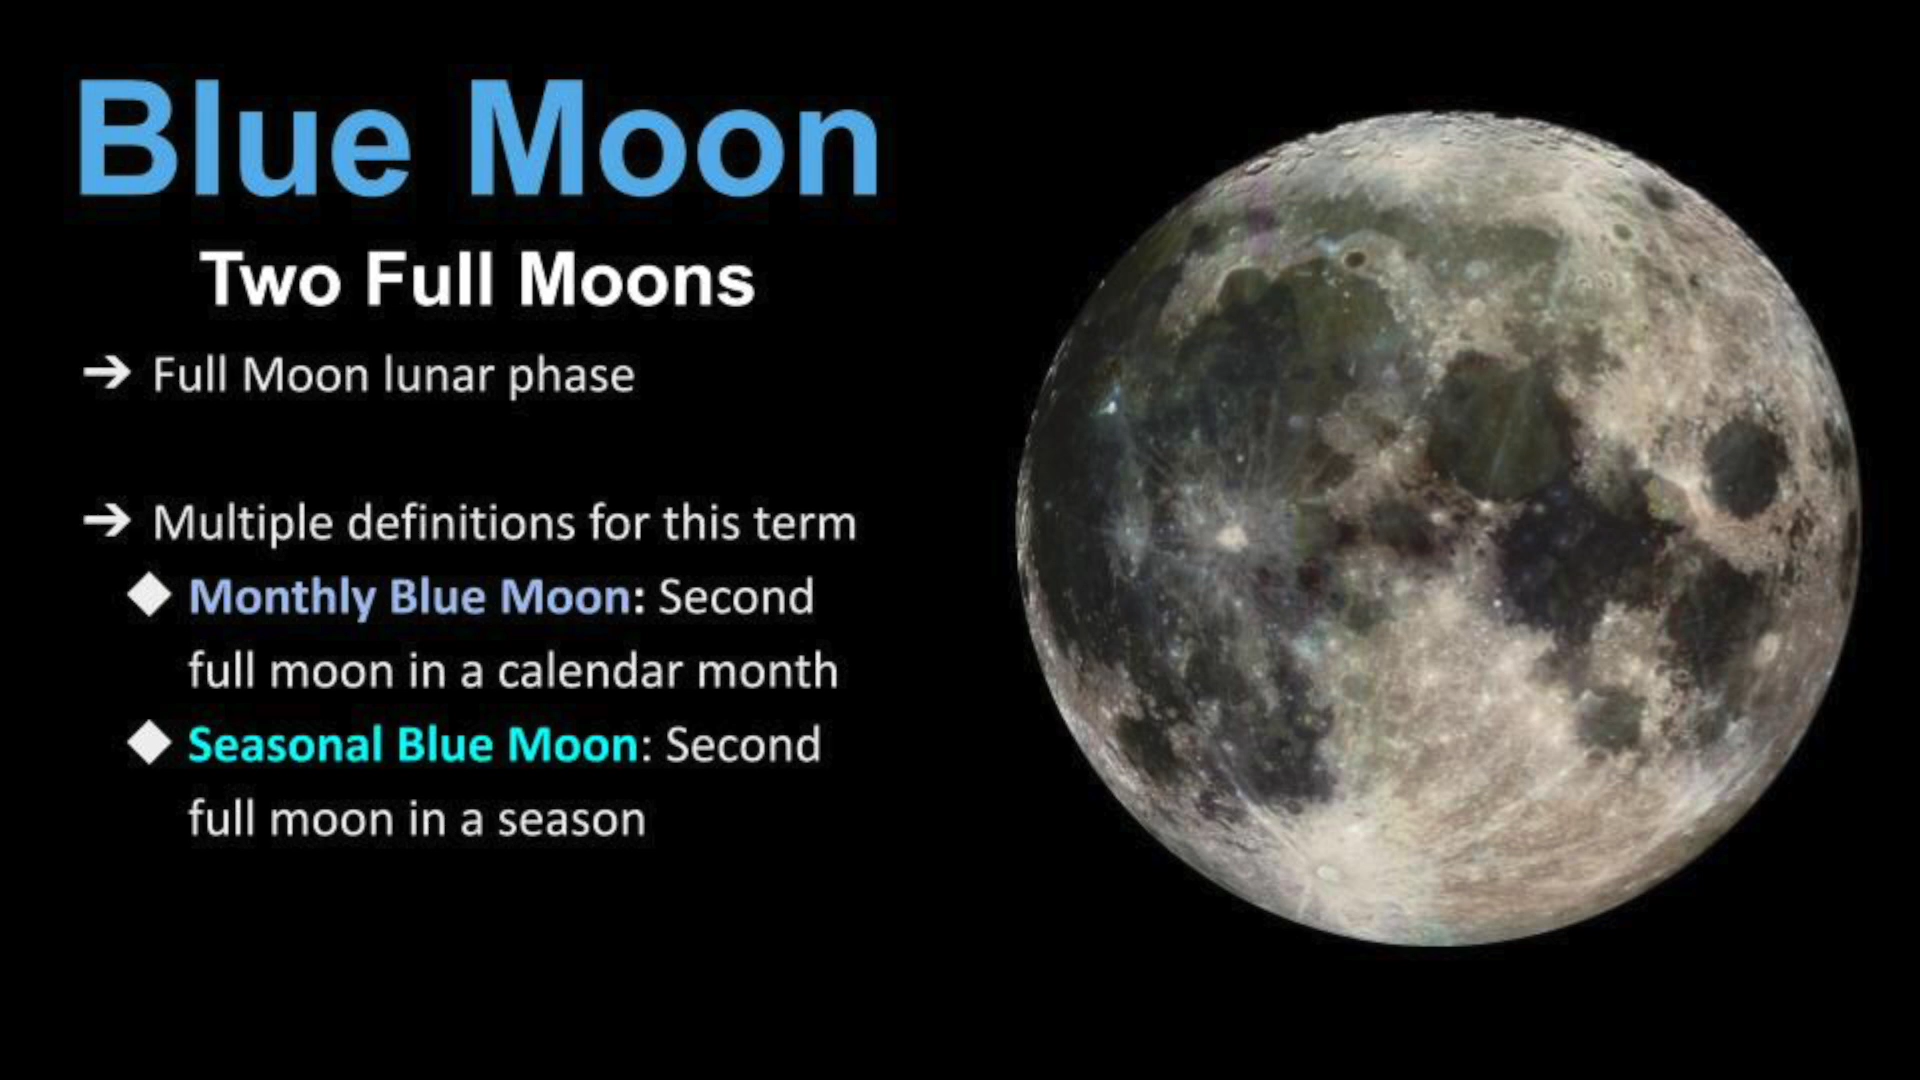 Blue Moon
Two Full Moons
➔ Full Moon lunar phase
➔ Multiple definitions for this term
◆ Monthly Blue Moon: Second
full moon in a calendar month
◆ Seasonal Blue Moon: Second
full moon in a season